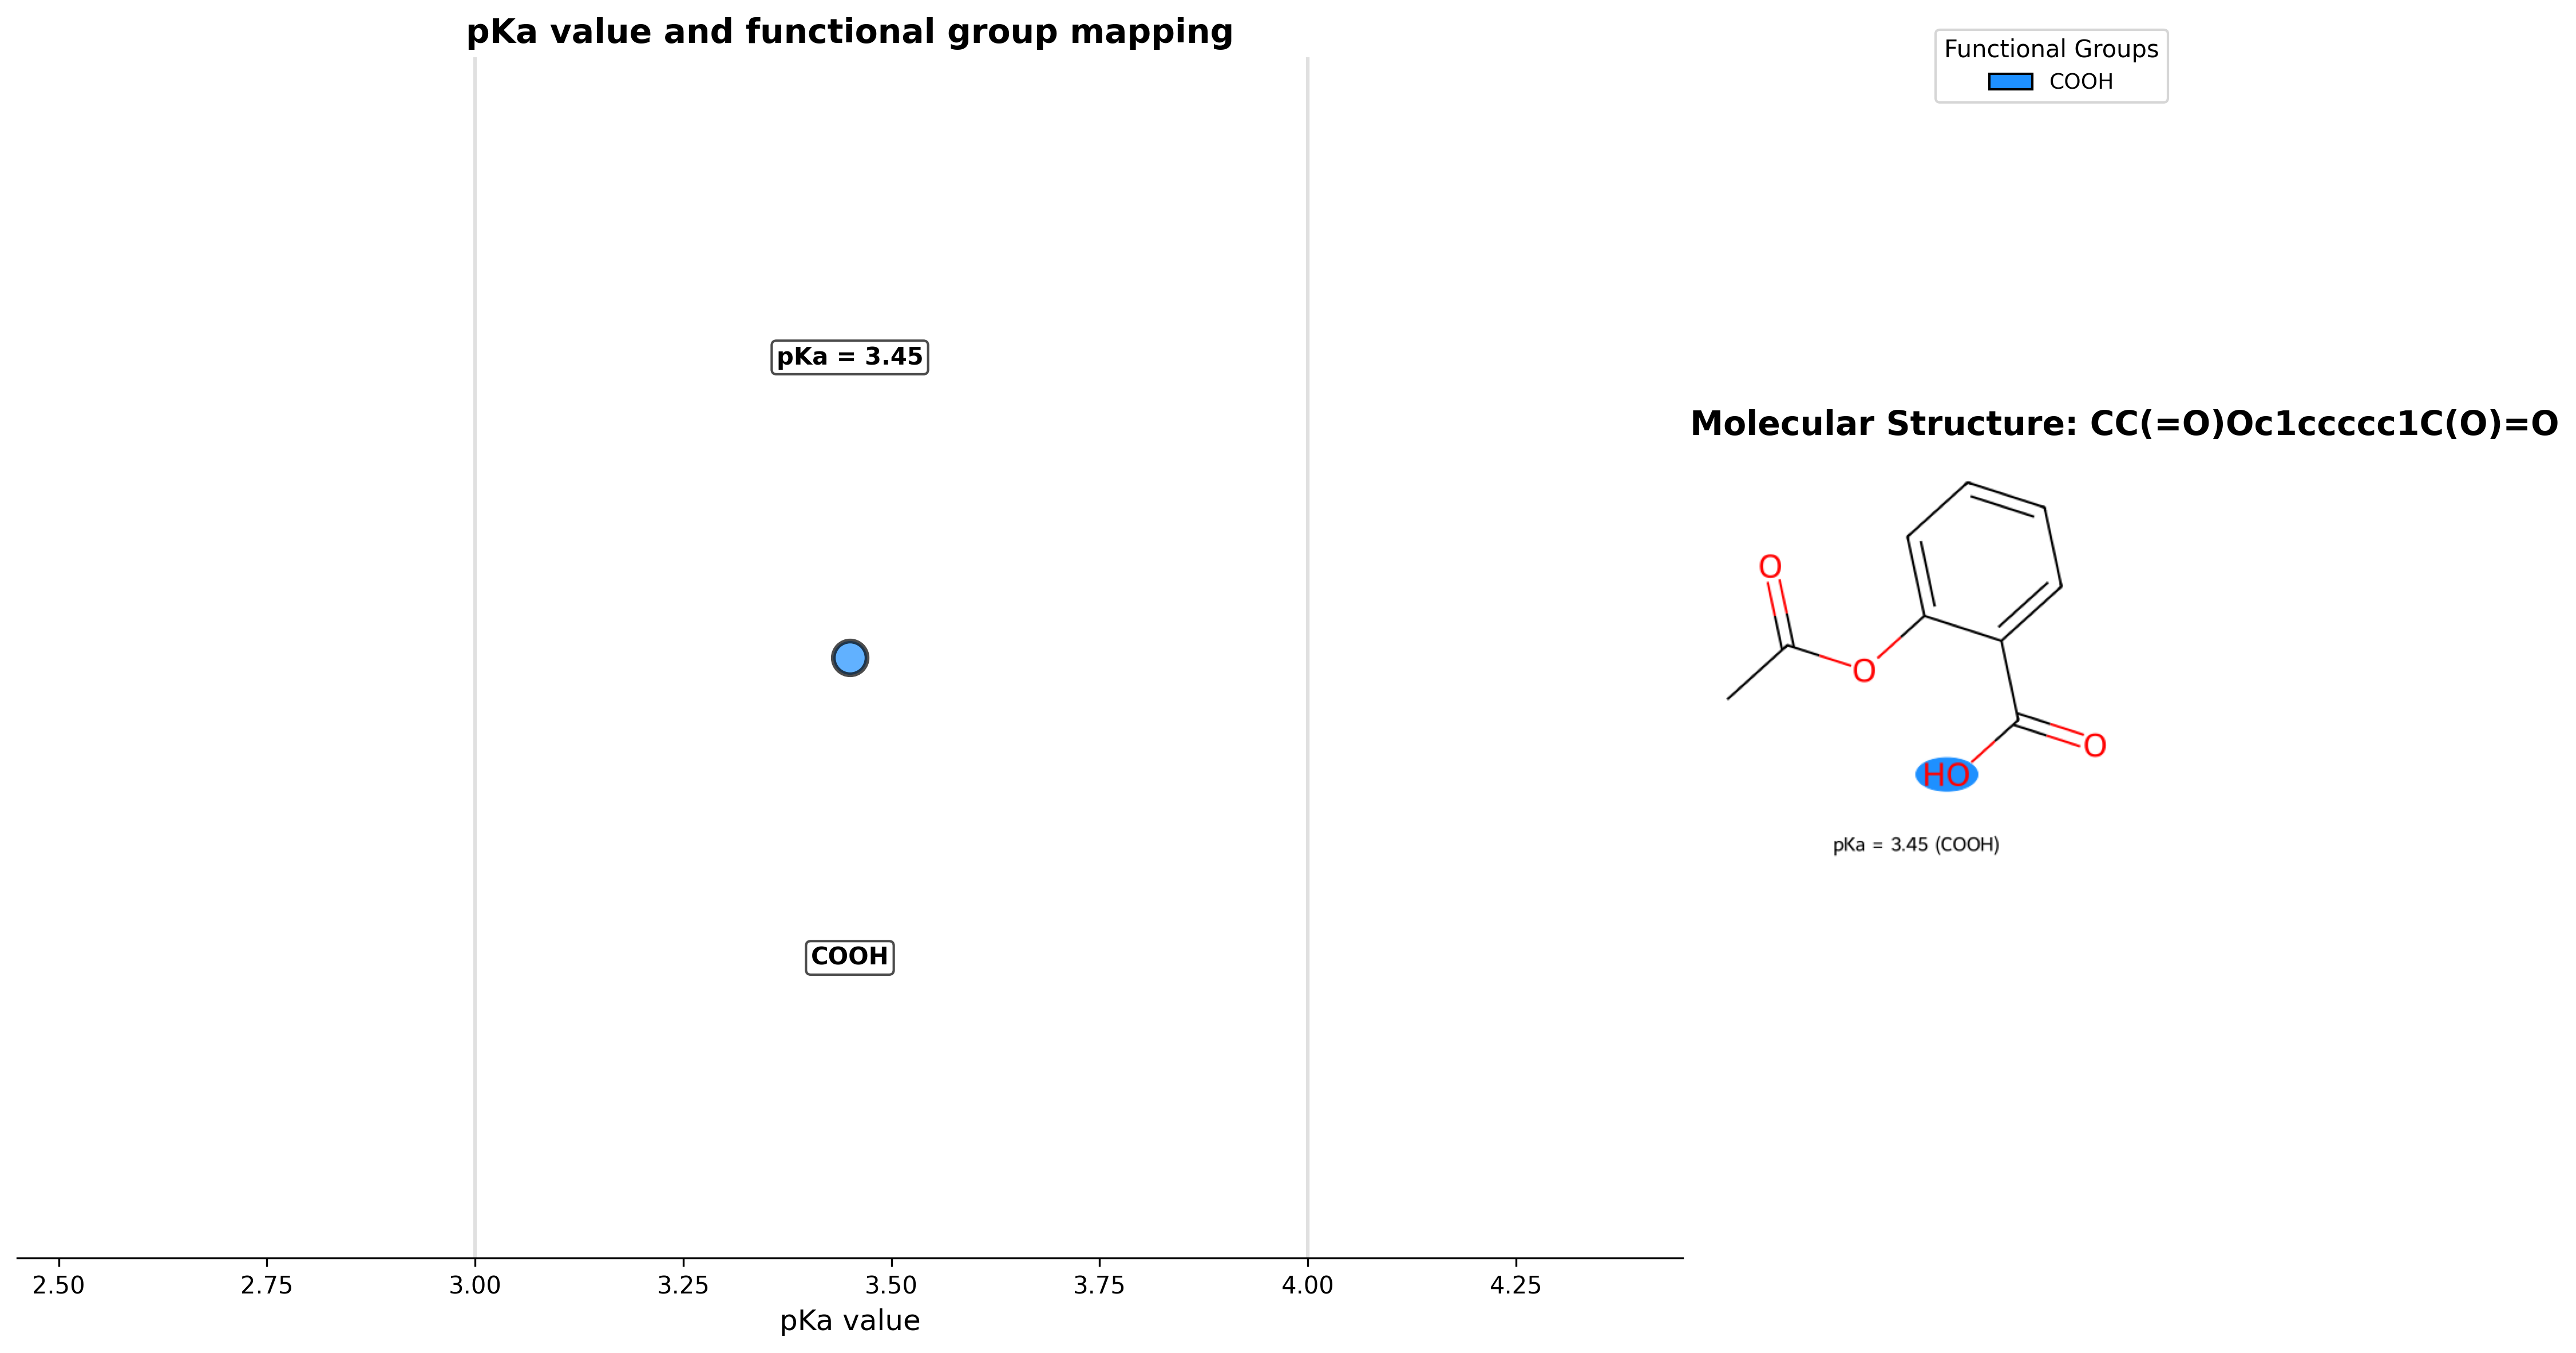 pKa value and functional group mapping
pKa = 3.45
COOH
2.50 2.75 3.00 3.25 3.50 3.75 4.00 4.25
pKa value
Functional Groups
COOH
Molecular Structure: CC(=O)Oc1ccccc1C(O)=O
O
O
O
HO
pKa = 3.45 (COOH)